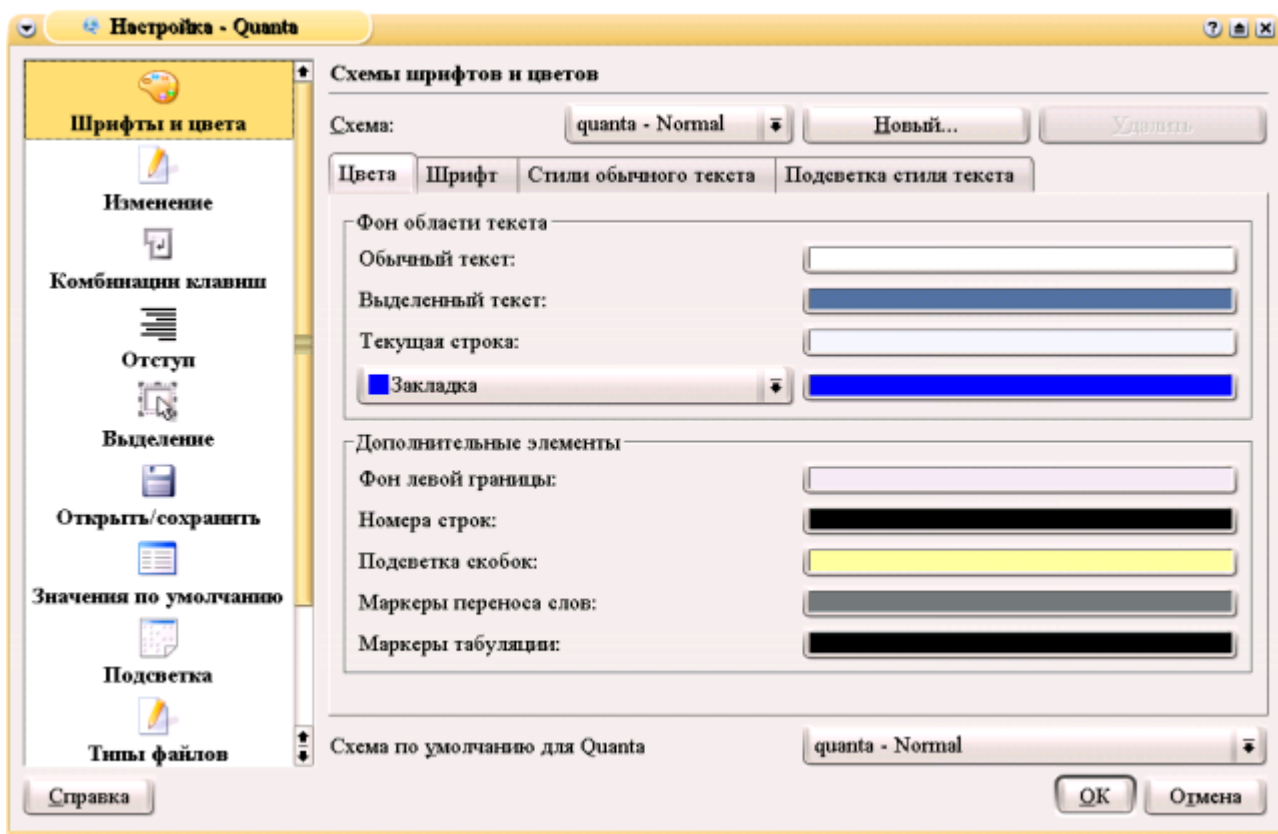 Настройка - Quanta
Шрифты и цвета
Изменение
Комбинации клавиш
Отступ
Выделение
Открыть/сохранить
Значения по умолчанию
Подсветка
Типы файлов
Схемы шрифтов и цветов
Схема: quanta - Normal Новый... Удалить
Цвета Шрифт Стили обычного текста Подсветка стиля текста
Фон области текста
Обычный текст:
Выделенный текст:
Текущая строка:
Закладка
Дополнительные элементы
Фон левой границы:
Номера строк:
Подсветка скобок:
Маркеры переноса слов:
Маркеры табуляции:
Схема по умолчанию для Quanta quanta - Normal
Справка OK Отмена